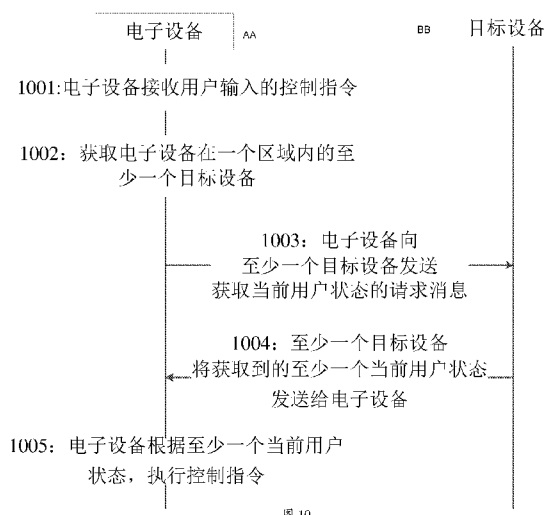 电子设备 AA BB 目标设备
1001:电子设备接收用户输入的控制指令
1002：获取电子设备在一个区域内的至
少一个目标设备
1003：电子设备向
至少一个目标设备发送
获取当前用户状态的请求消息
1004：至少一个目标设备
将获取到的至少一个当前用户状态
发送给电子设备
1005：电子设备根据至少一个当前用户
状态，执行控制指令
图 10